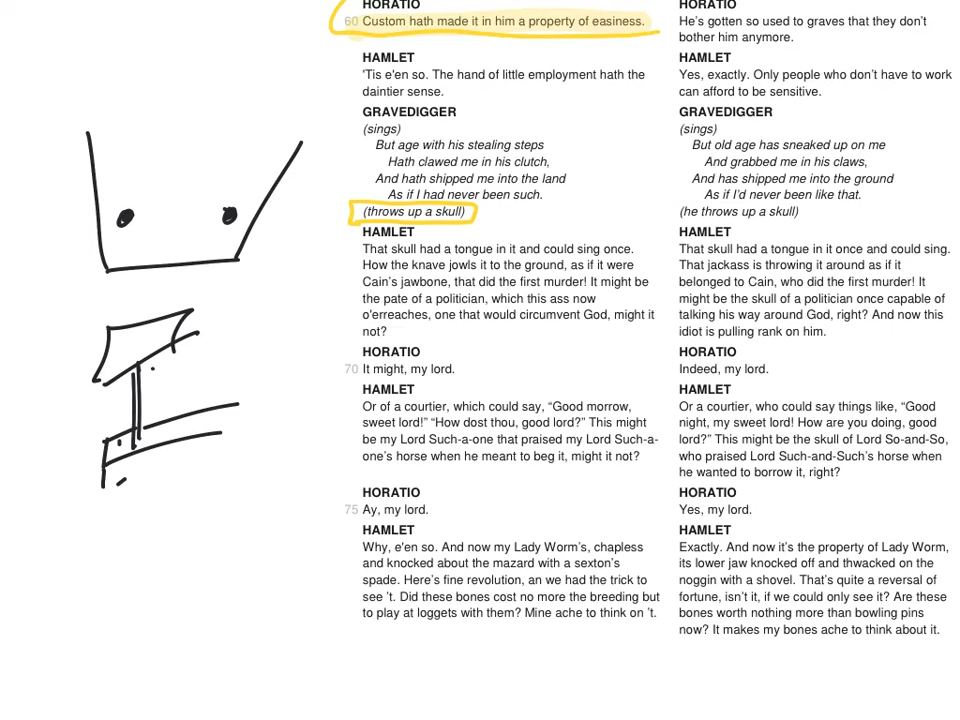 HORATIO
60 Custom hath made it in him a property of easiness.
HAMLET
'Tis e'en so. The hand of little employment hath the
daintier sense.
GRAVEDIGGER
(sings)
But age with his stealing steps
Hath clawed me in his clutch,
And hath shipped me into the land
As if I had never been such.
(throws up a skull)
HAMLET
That skull had a tongue in it and could sing once.
How the knave jowls it to the ground, as if it were
Cain's jawbone, that did the first murder! It might be
the pate of a politician, which this ass now
o'erreaches, one that would circumvent God, might it
not?
HORATIO
70 It might, my lord.
HAMLET
Or of a courtier, which could say, “Good morrow,
sweet lord!” “How dost thou, good lord?” This might
be my Lord Such-a-one that praised my Lord Such-a-
one’s horse when he meant to beg it, might it not?
HORATIO
75 Ay, my lord.
HAMLET
Why, e'en so. And now my Lady Worm’s, chapless
and knocked about the mazard with a sexton’s
spade. Here’s fine revolution, an we had the trick to
see ’t. Did these bones cost no more the breeding but
to play at loggets with them? Mine ache to think on ’t.
HORATIO
He’s gotten so used to graves that they don’t
bother him anymore.
HAMLET
Yes, exactly. Only people who don’t have to work
can afford to be sensitive.
GRAVEDIGGER
(sings)
But old age has sneaked up on me
And grabbed me in his claws,
And has shipped me into the ground
As if I’d never been like that.
(he throws up a skull)
HAMLET
That skull had a tongue in it once and could sing.
That jackass is throwing it around as if it
belonged to Cain, who did the first murder! It
might be the skull of a politician once capable of
talking his way around God, right? And now this
idiot is pulling rank on him.
HORATIO
Indeed, my lord.
HAMLET
Or a courtier, who could say things like, “Good
night, my sweet lord! How are you doing, good
lord?” This might be the skull of Lord So-and-So,
who praised Lord Such-and-Such’s horse when
he wanted to borrow it, right?
HORATIO
Yes, my lord.
HAMLET
Exactly. And now it’s the property of Lady Worm,
its lower jaw knocked off and thwacked on the
noggin with a shovel. That’s quite a reversal of
fortune, isn’t it, if we could only see it? Are these
bones worth nothing more than bowling pins
now? It makes my bones ache to think about it.